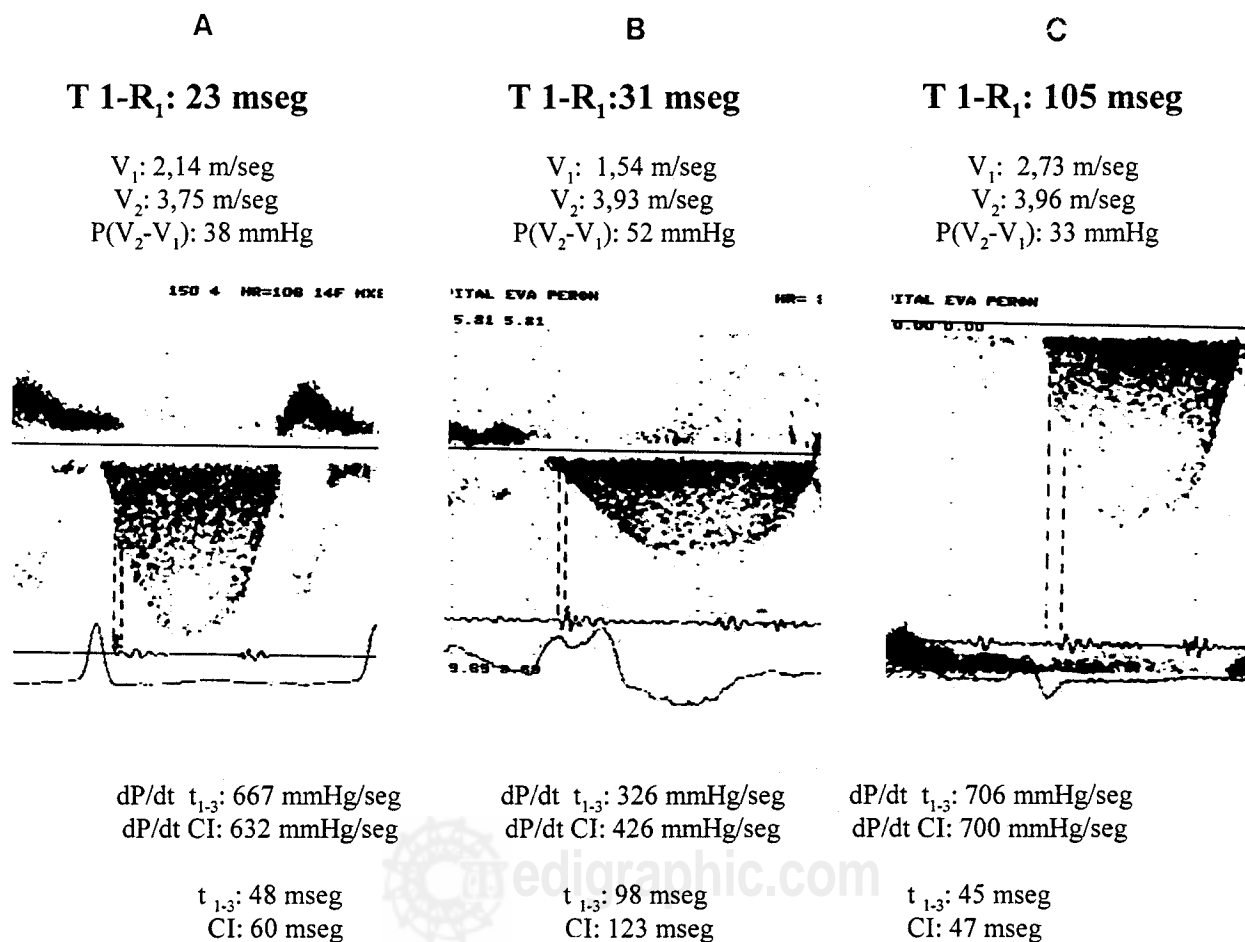 A
B
C
T 1-R₁: 23 mseg
T 1-R₁:31 mseg
T 1-R₁: 105 mseg
V₁: 2,14 m/seg
V₂: 3,75 m/seg
P(V₂-V₁): 38 mmHg
V₁: 1,54 m/seg
V₂: 3,93 m/seg
P(V₂-V₁): 52 mmHg
V₁: 2,73 m/seg
V₂: 3,96 m/seg
P(V₂-V₁): 33 mmHg
150 4 HR=106 14F
ITAL EVA PERON HR=
5.81 5.81
ITAL EVA PERON
0.00 0.00
dP/dt t₁₋₃: 667 mmHg/seg
dP/dt CI: 632 mmHg/seg
dP/dt t₁₋₃: 326 mmHg/seg
dP/dt CI: 426 mmHg/seg
dP/dt t₁₋₃: 706 mmHg/seg
dP/dt CI: 700 mmHg/seg
t ₁₋₃: 48 mseg
CI: 60 mseg
t ₁₋₃: 98 mseg
CI: 123 mseg
t ₁₋₃: 45 mseg
CI: 47 mseg
edigraphic.com